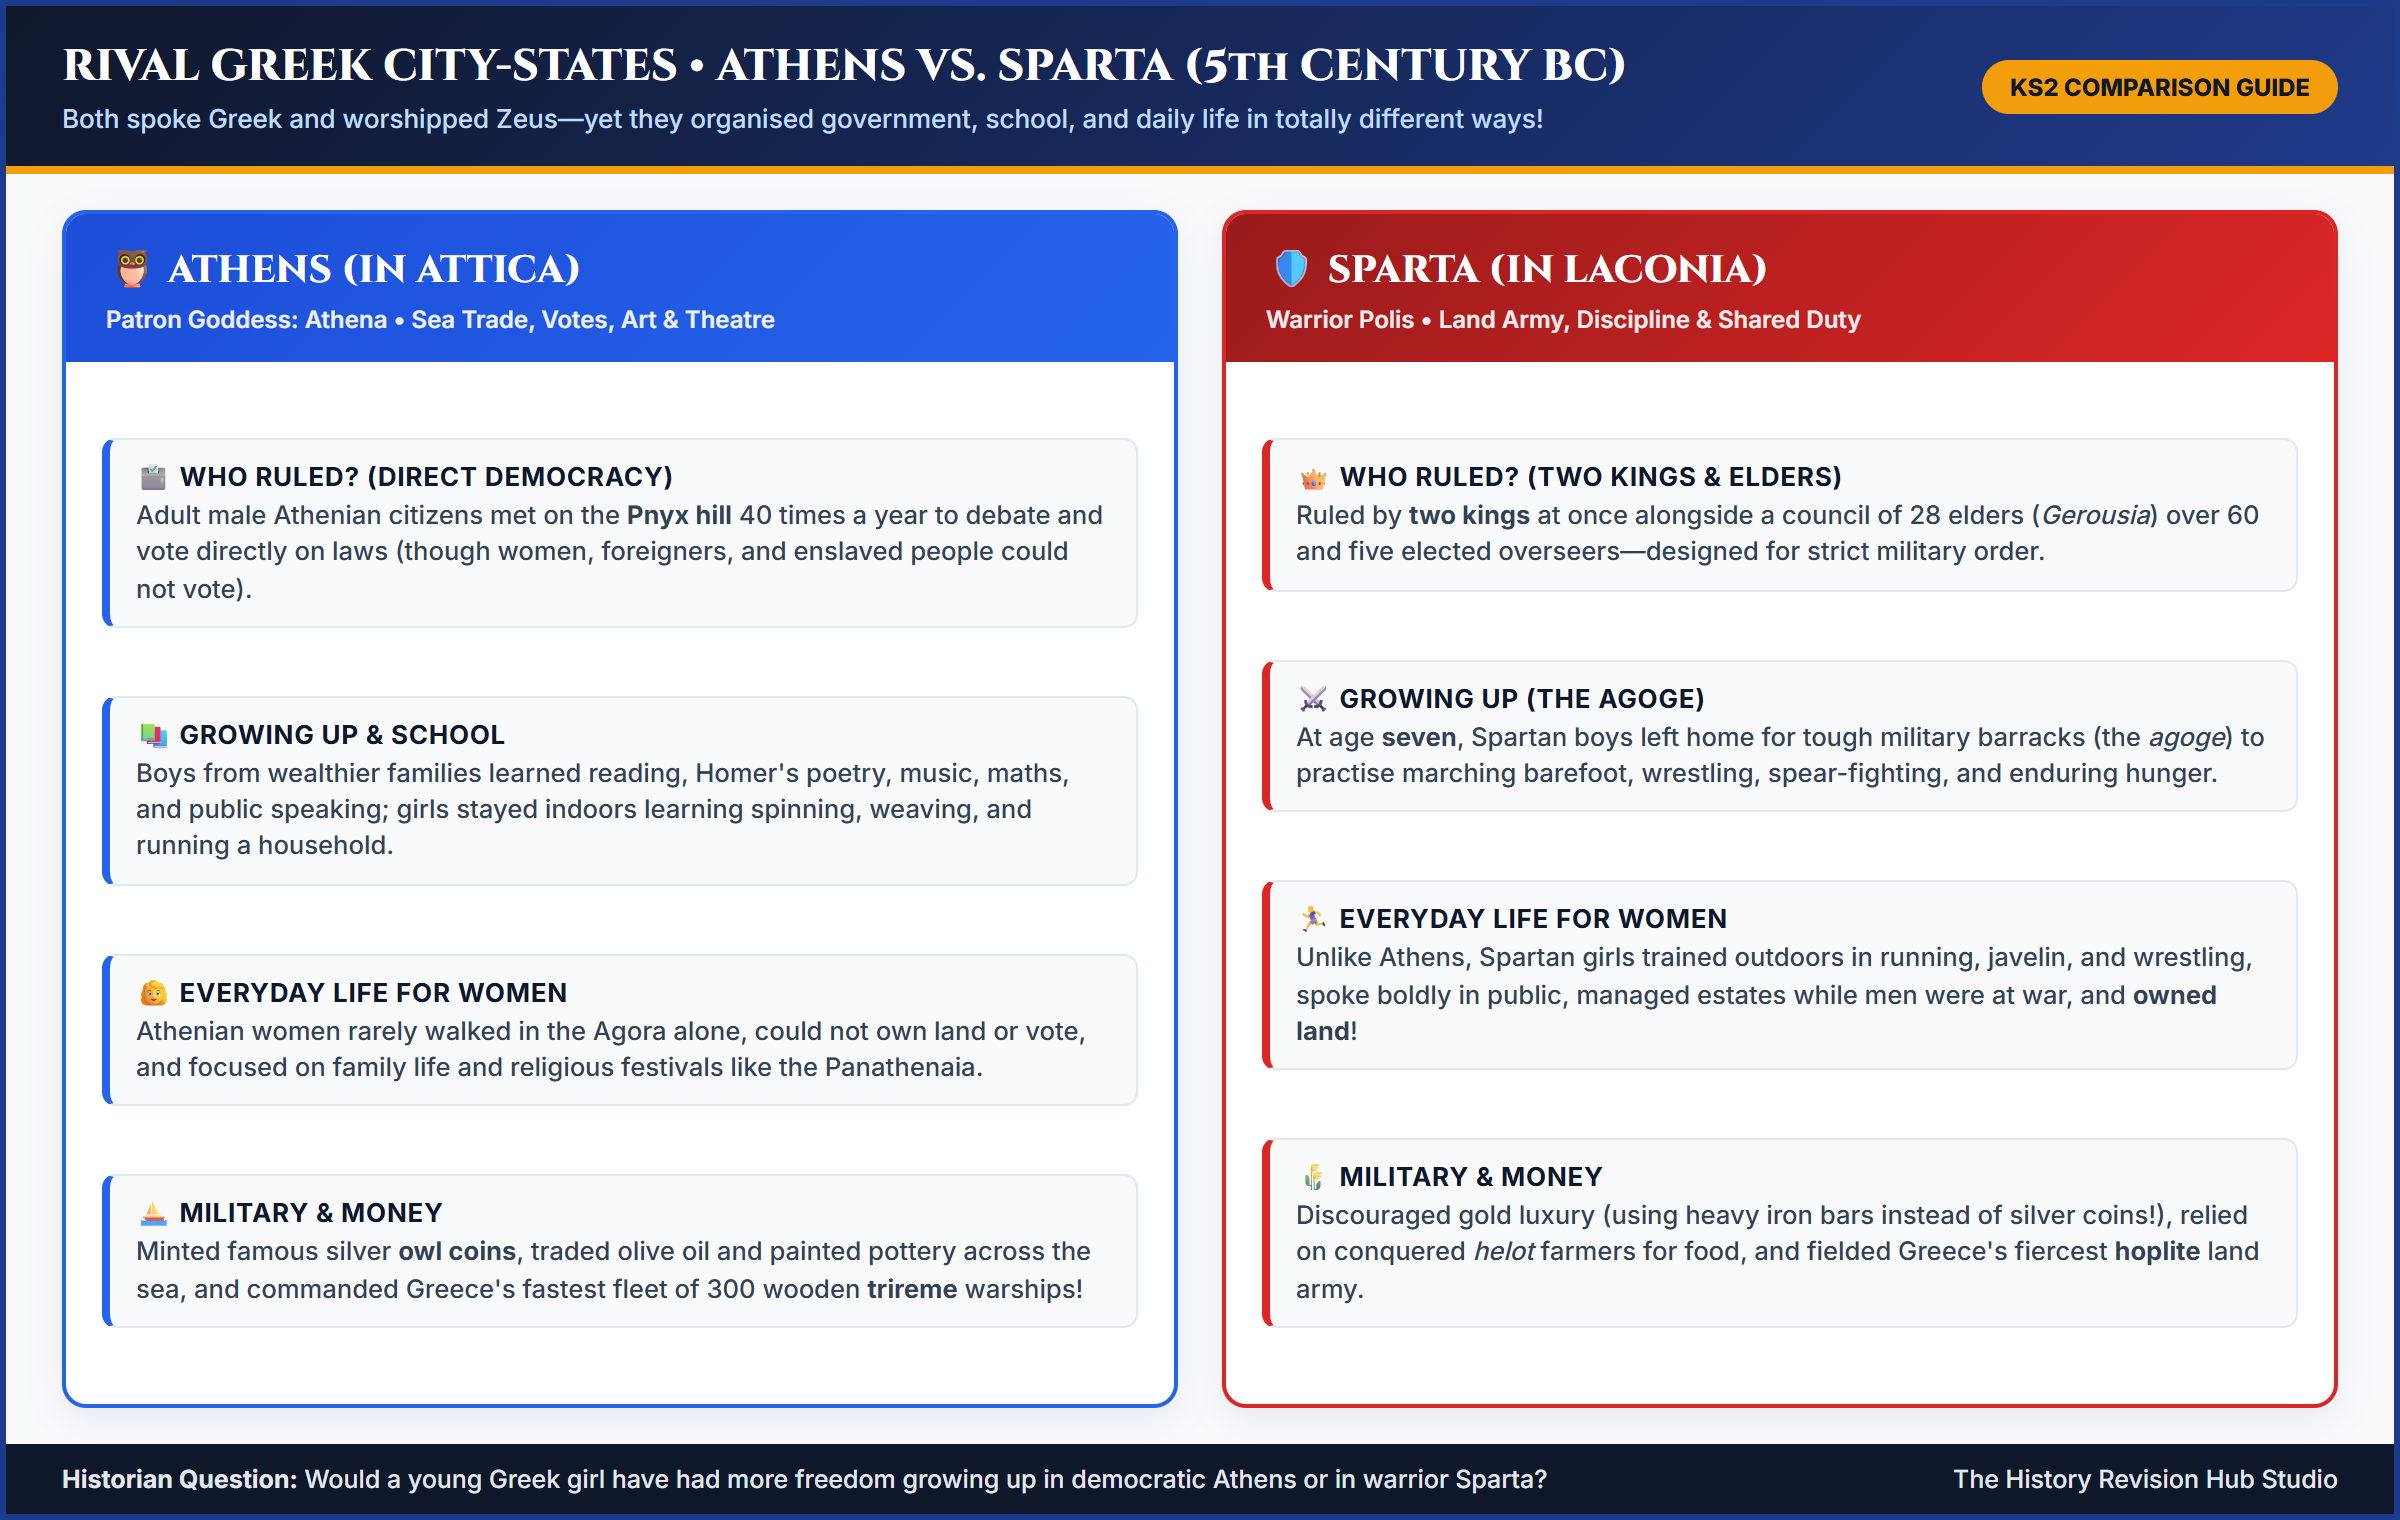 RIVAL GREEK CITY-STATES • ATHENS VS. SPARTA (5TH CENTURY BC)
Both spoke Greek and worshipped Zeus—yet they organised government, school, and daily life in totally different ways!
KS2 COMPARISON GUIDE
ATHENS (IN ATTICA)
Patron Goddess: Athena • Sea Trade, Votes, Art & Theatre
WHO RULED? (DIRECT DEMOCRACY)
Adult male Athenian citizens met on the Pnyx hill 40 times a year to debate and
vote directly on laws (though women, foreigners, and enslaved people could
not vote).
GROWING UP & SCHOOL
Boys from wealthier families learned reading, Homer's poetry, music, maths,
and public speaking; girls stayed indoors learning spinning, weaving, and
running a household.
EVERYDAY LIFE FOR WOMEN
Athenian women rarely walked in the Agora alone, could not own land or vote,
and focused on family life and religious festivals like the Panathenaia.
MILITARY & MONEY
Minted famous silver owl coins, traded olive oil and painted pottery across the
sea, and commanded Greece's fastest fleet of 300 wooden trireme warships!
SPARTA (IN LACONIA)
Warrior Polis • Land Army, Discipline & Shared Duty
WHO RULED? (TWO KINGS & ELDERS)
Ruled by two kings at once alongside a council of 28 elders (Gerousia) over 60
and five elected overseers—designed for strict military order.
GROWING UP (THE AGOGE)
At age seven, Spartan boys left home for tough military barracks (the agoge) to
practise marching barefoot, wrestling, spear-fighting, and enduring hunger.
EVERYDAY LIFE FOR WOMEN
Unlike Athens, Spartan girls trained outdoors in running, javelin, and wrestling,
spoke boldly in public, managed estates while men were at war, and owned
land!
MILITARY & MONEY
Discouraged gold luxury (using heavy iron bars instead of silver coins!), relied
on conquered helot farmers for food, and fielded Greece's fiercest hoplite land
army.
Historian Question: Would a young Greek girl have had more freedom growing up in democratic Athens or in warrior Sparta?
The History Revision Hub Studio